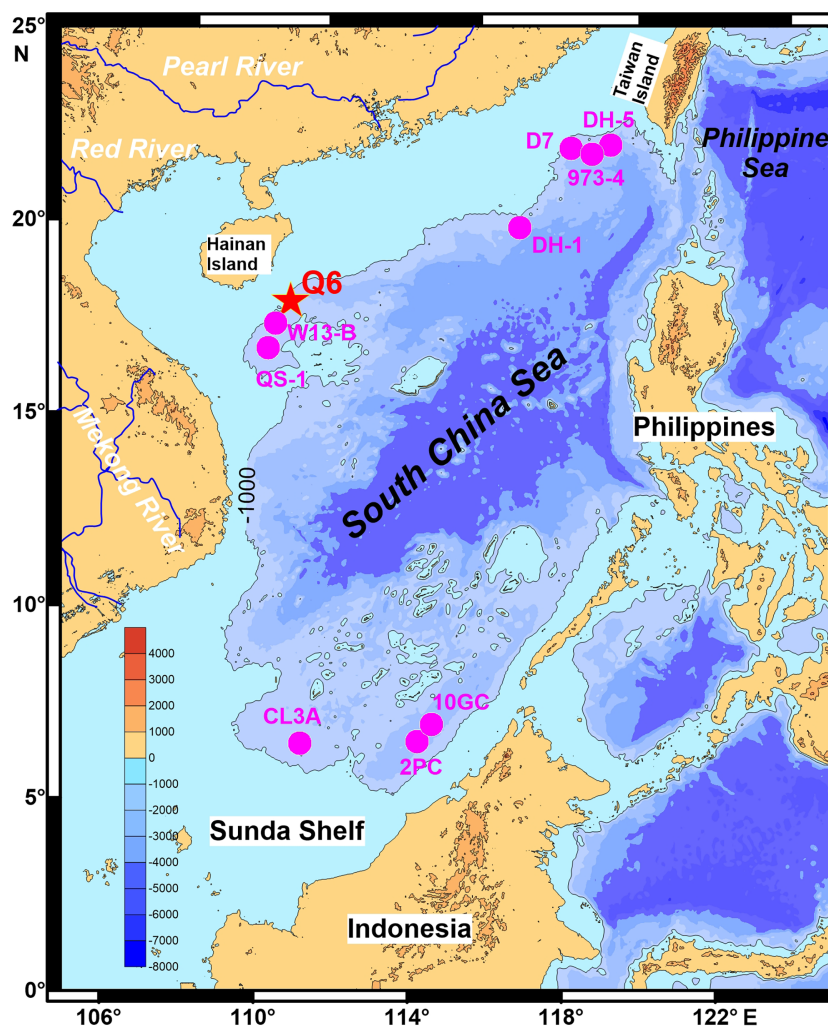 25°
N
Pearl River
Taiwan
Island
DH-5
D7
Philippine
Sea
Red River
973-4
20°
Hainan
Island
DH-1
Q6
W13-B
QS-1
South China Sea
15°
Philippines
Mekong River
-1000
10°
4000
3000
2000
1000
0
-1000
-2000
-3000
-4000
-5000
-6000
-7000
-8000
CL3A
10GC
2PC
5°
Sunda Shelf
Indonesia
0°
106°
110°
114°
118°
122° E